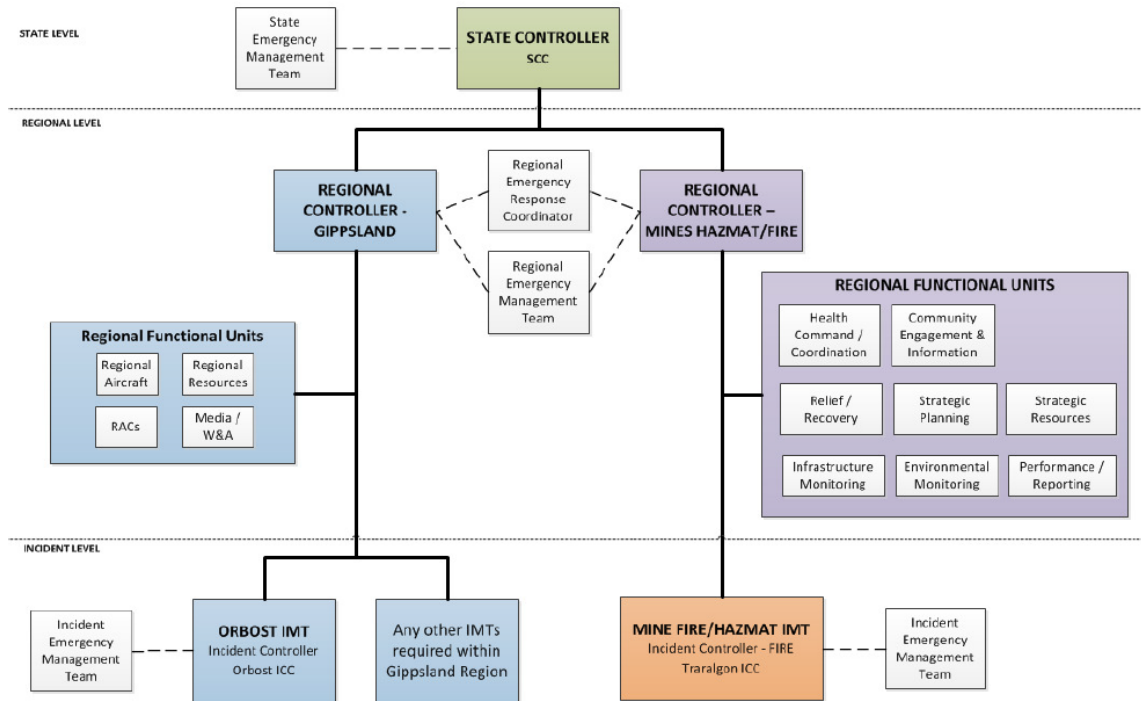 STATE LEVEL
State
Emergency
Management
Team
STATE CONTROLLER
SCC
REGIONAL LEVEL
REGIONAL
CONTROLLER -
GIPPSLAND
Regional
Emergency
Response
Coordinator
Regional
Emergency
Management
Team
REGIONAL
CONTROLLER –
MINES HAZMAT/FIRE
Regional Functional Units
Regional
Aircraft
Regional
Resources
RACs
Media /
W&A
REGIONAL FUNCTIONAL UNITS
Health
Command /
Coordination
Community
Engagement &
Information
Relief /
Recovery
Strategic
Planning
Strategic
Resources
Infrastructure
Monitoring
Environmental
Monitoring
Performance /
Reporting
INCIDENT LEVEL
Incident
Emergency
Management
Team
ORBOST IMT
Incident Controller
Orbost ICC
Any other IMTs
required within
Gippsland Region
MINE FIRE/HAZMAT IMT
Incident Controller - FIRE
Traralgon ICC
Incident
Emergency
Management
Team